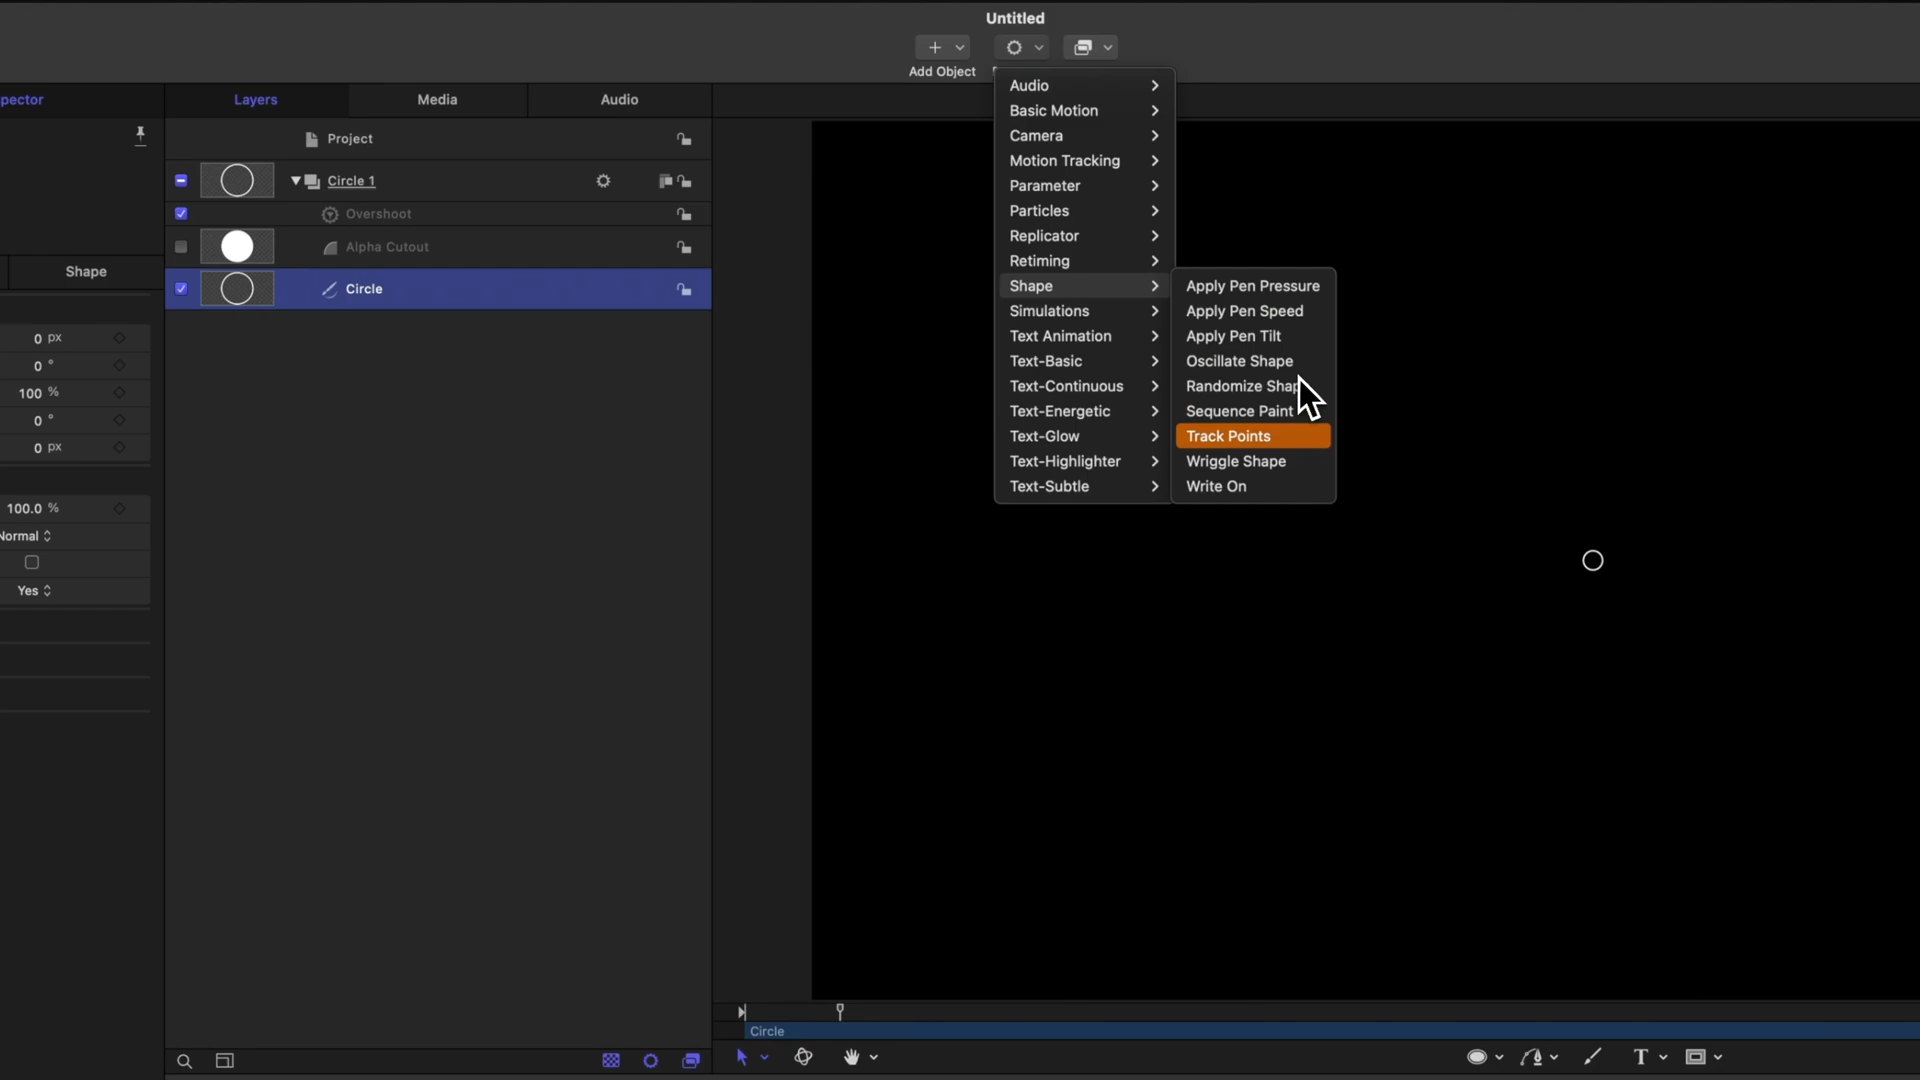 Untitled
Add Object
pector
Layers
Media
Audio
Project
Circle 1
Overshoot
Alpha Cutout
Circle
Shape
0 px
0 °
100 %
0 °
0 px
100.0 %
Normal
Yes
Audio
Basic Motion
Camera
Motion Tracking
Parameter
Particles
Replicator
Retiming
Shape
Simulations
Text Animation
Text-Basic
Text-Continuous
Text-Energetic
Text-Glow
Text-Highlighter
Text-Subtle
Apply Pen Pressure
Apply Pen Speed
Apply Pen Tilt
Oscillate Shape
Randomize Shap
Sequence Paint
Track Points
Wriggle Shape
Write On
Circle
T